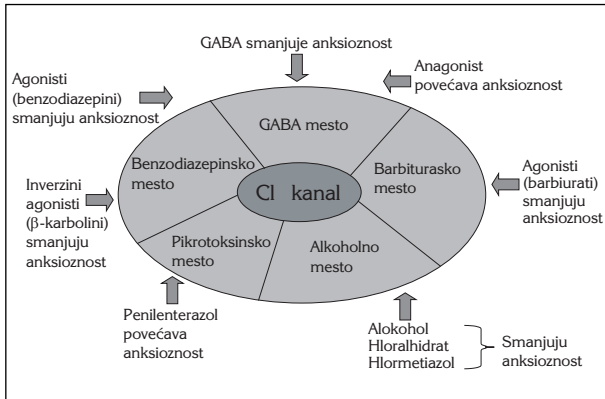 GABA smanjuje anksioznost
Anagonist
povećava anksioznost
Agonisti
(benzodiazepini)
smanjuju anksioznost
GABA mesto
Benzodiazepinsko
mesto
Cl kanal
Barbiturasko
mesto
Agonisti
(barbiurati)
smanjuju
anksioznost
Inverzini
agonisti
(β-karbolini)
smanjuju
anksioznost
Pikrotoksinsko
mesto
Alkoholno
mesto
Penilenterazol
povećava
anksioznost
Alokohol
Hloralhidrat
Hlormetiazol
Smanjuju
anksioznost